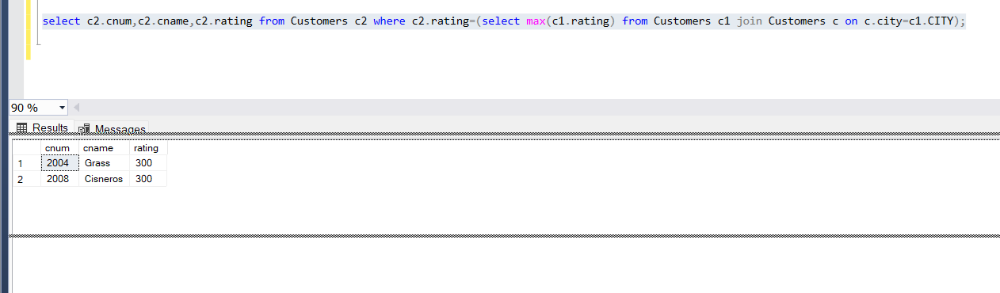 select c2.cnum,c2.cname,c2.rating from Customers c2 where c2.rating=(select max(c1.rating) from Customers c1 join Customers c on c.city=c1.CITY);
90 %
Results Messages
cnum cname rating
1 2004 Grass 300
2 2008 Cisneros 300